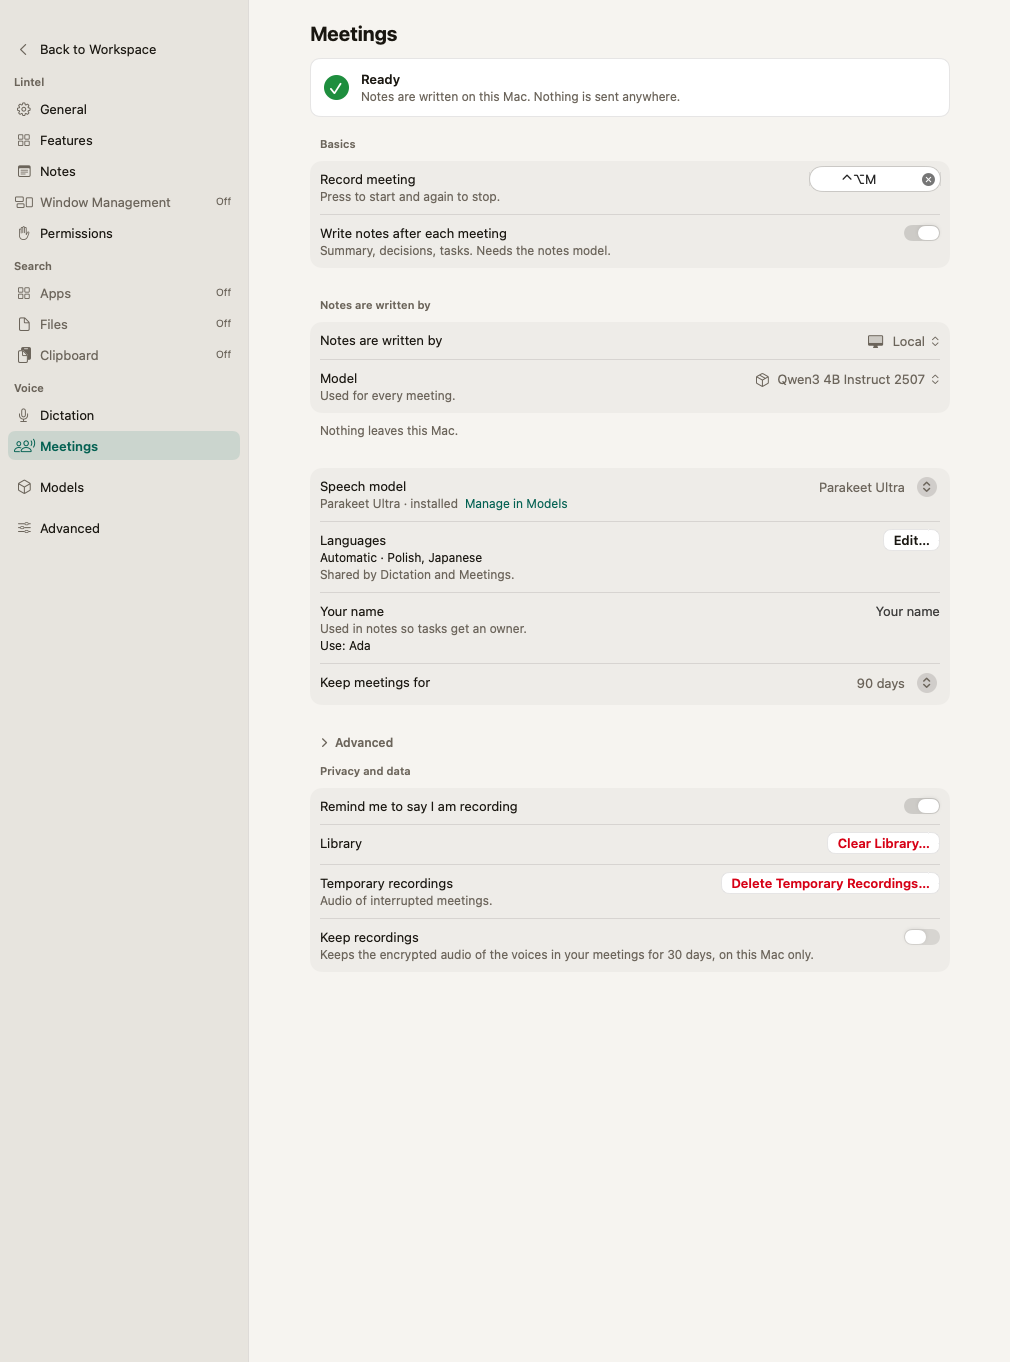 Back to Workspace
Lintel
General
Features
Notes
Window Management Off
Permissions
Search
Apps Off
Files Off
Clipboard Off
Voice
Dictation
Meetings
Models
Advanced
Meetings
Ready
Notes are written on this Mac. Nothing is sent anywhere.
Basics
Record meeting ⌃⌥M
Press to start and again to stop.
Write notes after each meeting
Summary, decisions, tasks. Needs the notes model.
Notes are written by
Notes are written by Local
Model Qwen3 4B Instruct 2507
Used for every meeting.
Nothing leaves this Mac.
Speech model Parakeet Ultra
Parakeet Ultra · installed Manage in Models
Languages Edit...
Automatic · Polish, Japanese
Shared by Dictation and Meetings.
Your name Your name
Used in notes so tasks get an owner.
Use: Ada
Keep meetings for 90 days
Advanced
Privacy and data
Remind me to say I am recording
Library Clear Library...
Temporary recordings Delete Temporary Recordings...
Audio of interrupted meetings.
Keep recordings
Keeps the encrypted audio of the voices in your meetings for 30 days, on this Mac only.